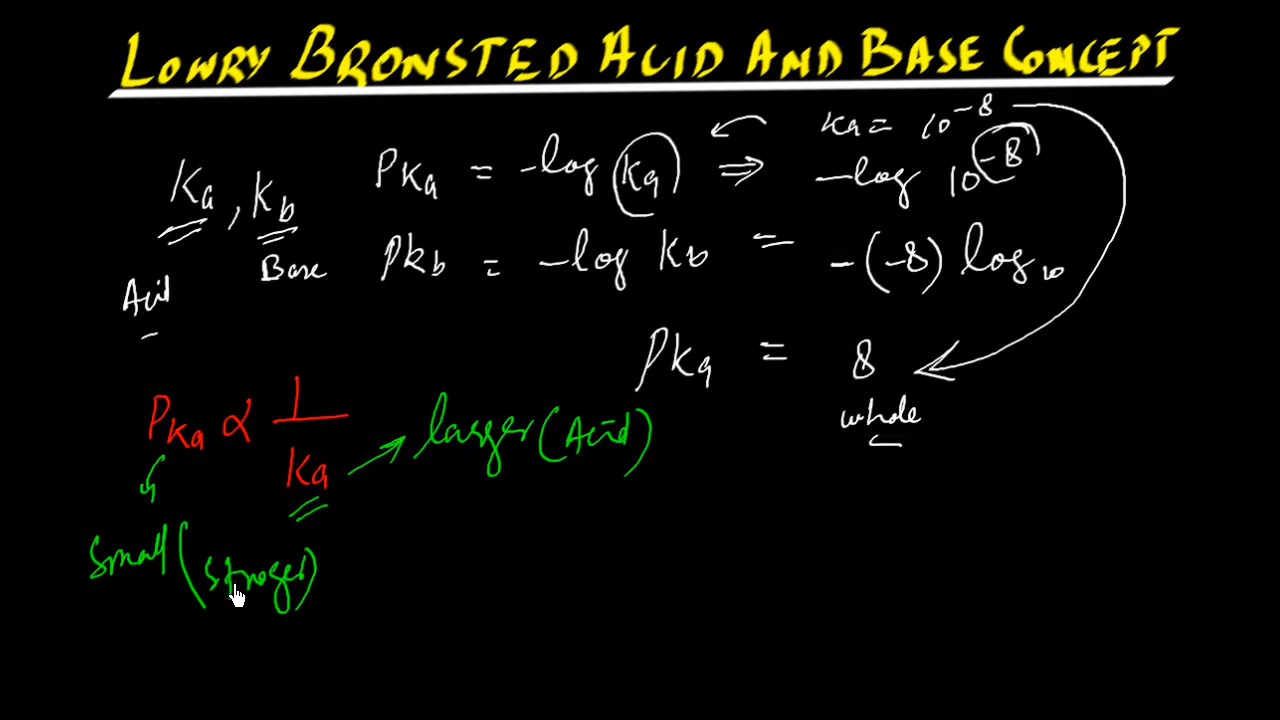 LOWRY BRONSTED ACID AND BASE CONCEPT
Ka = 10⁻⁸
Ka, Kb
PKa = -log Ka ⇒ -log 10⁻⁸
Acid
Base
PKb = -log Kb = -(-8) log₁₀
PKa = 8
whole
PKa ∝ 1/Ka → larger (Acid)
Small (stroger)